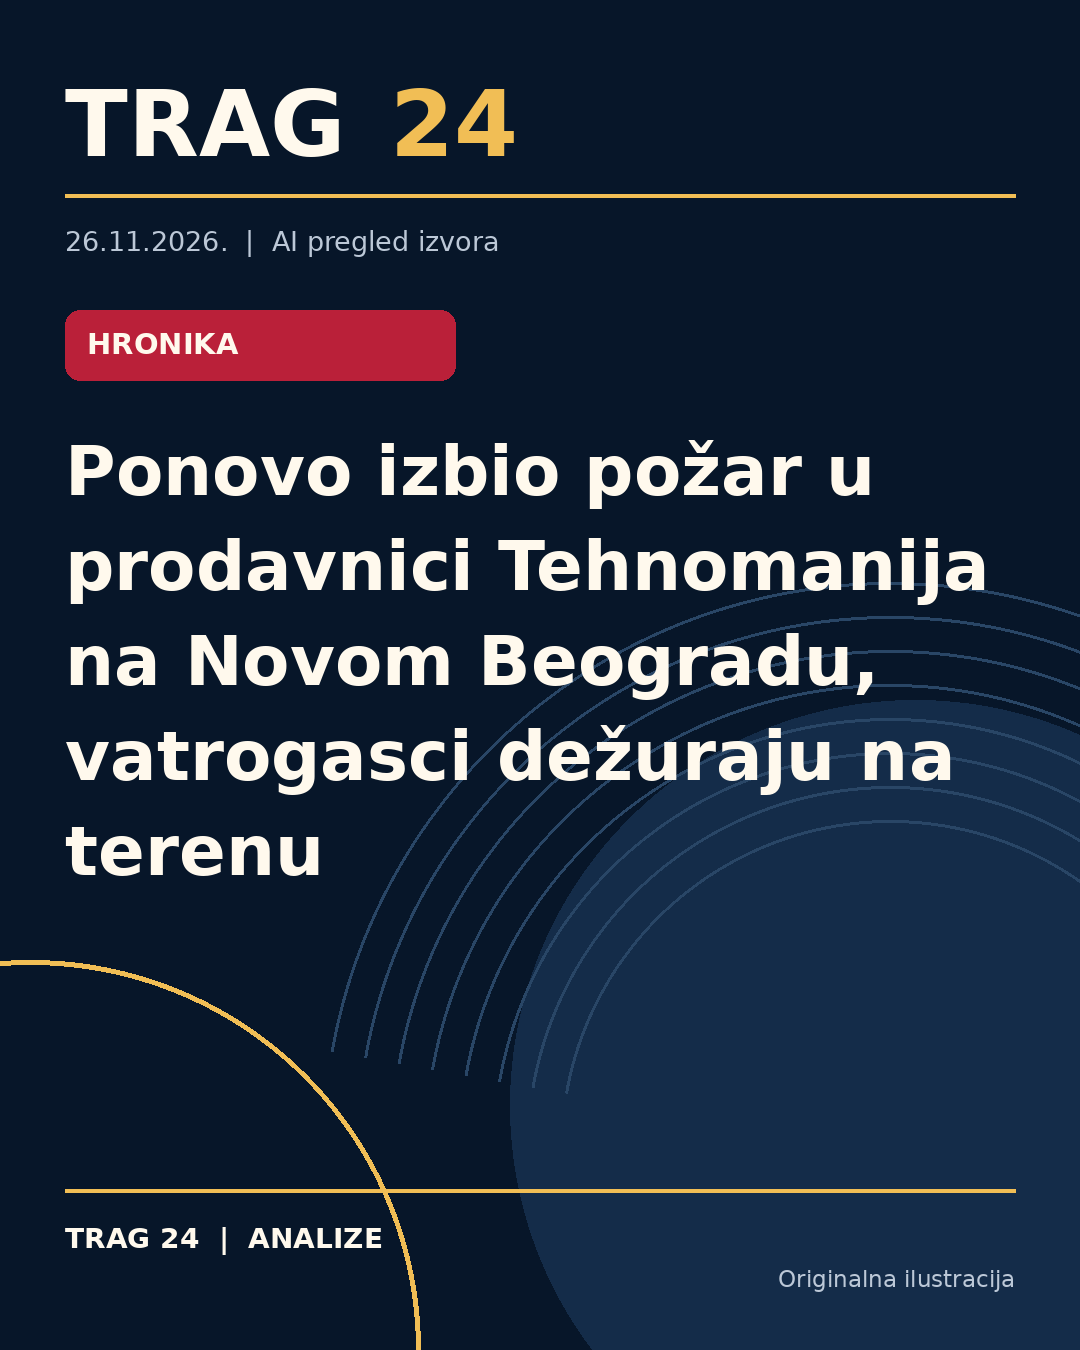 TRAG 24
26.11.2026. | AI pregled izvora
HRONIKA
Ponovo izbio požar u
prodavnici Tehnomanija
na Novom Beogradu,
vatrogasci dežuraju na
terenu
TRAG 24 | ANALIZE
Originalna ilustracija